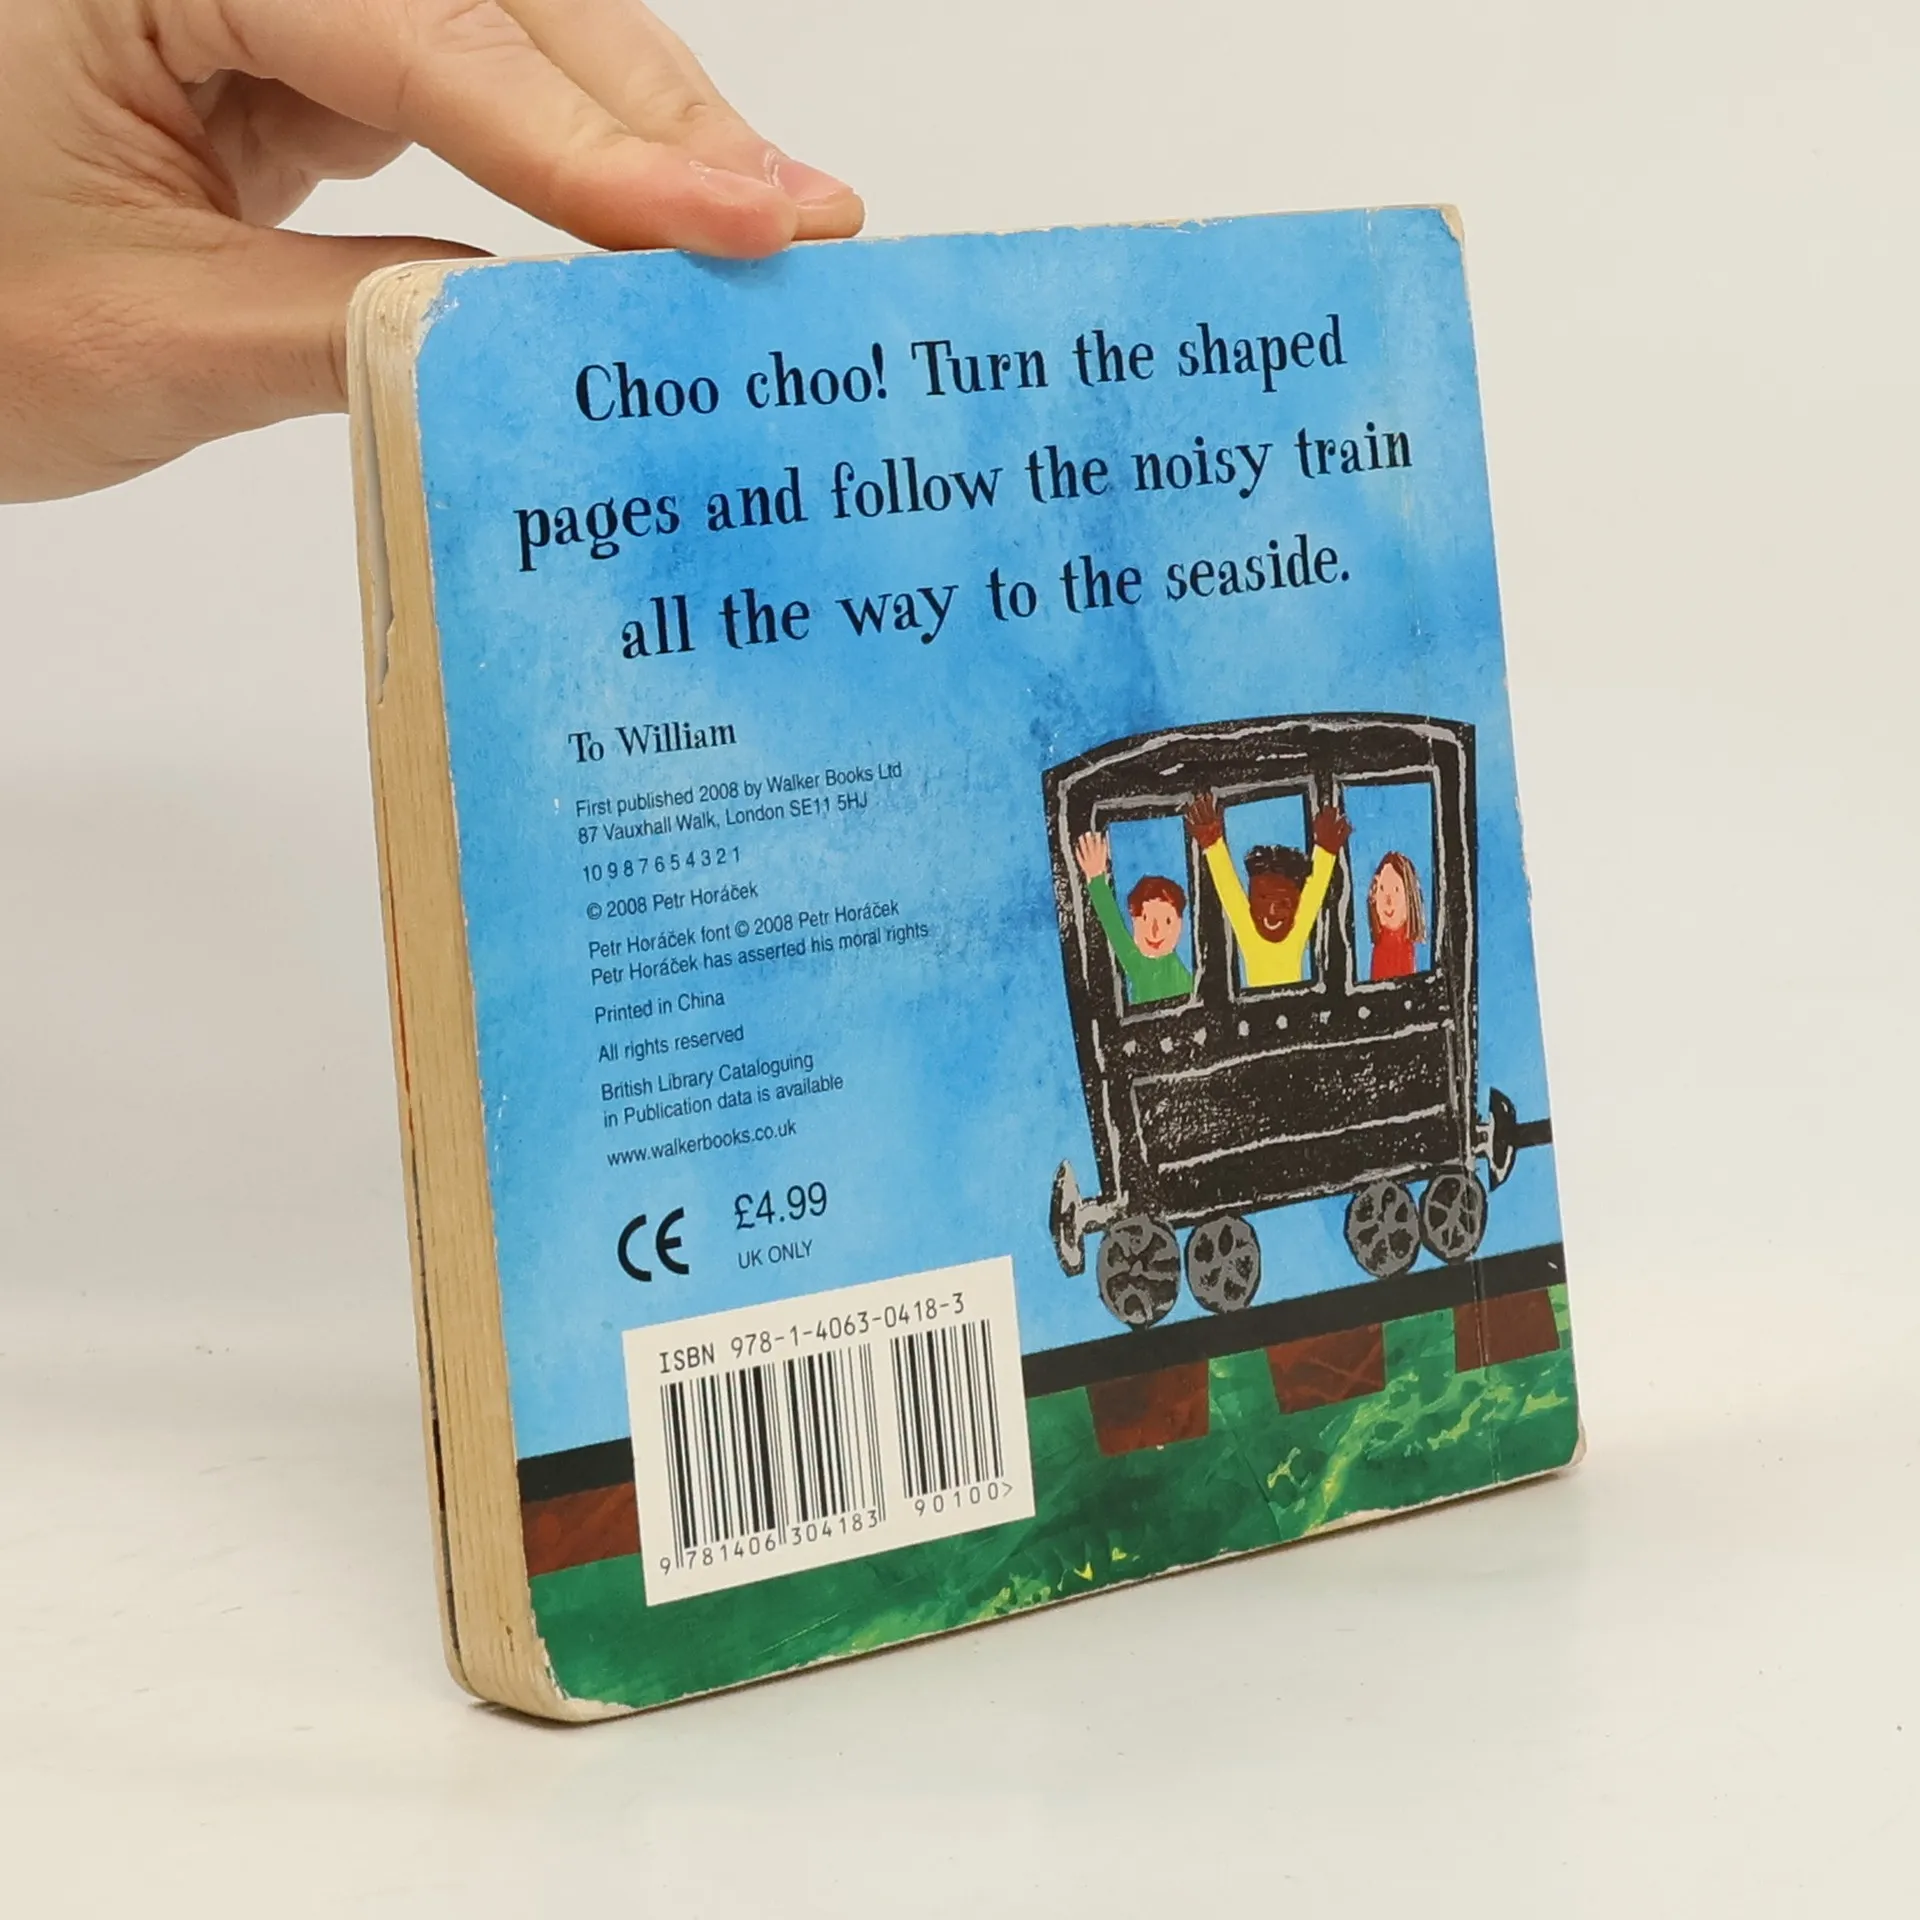 Choo choo! Turn the shaped
pages and follow the noisy train
all the way to the seaside.
To William
First published 2008 by Walker Books Ltd
87 Vauxhall Walk, London SE11 5HJ
10 9 8 7 6 5 4 3 2 1
© 2008 Petr Horáček
Petr Horáček font © 2008 Petr Horáček
Petr Horáček has asserted his moral rights
Printed in China
All rights reserved
British Library Cataloguing
in Publication data is available
www.walkerbooks.co.uk
CE
£4.99
UK ONLY
ISBN 978-1-4063-0418-3
9 781406 304183
90100>